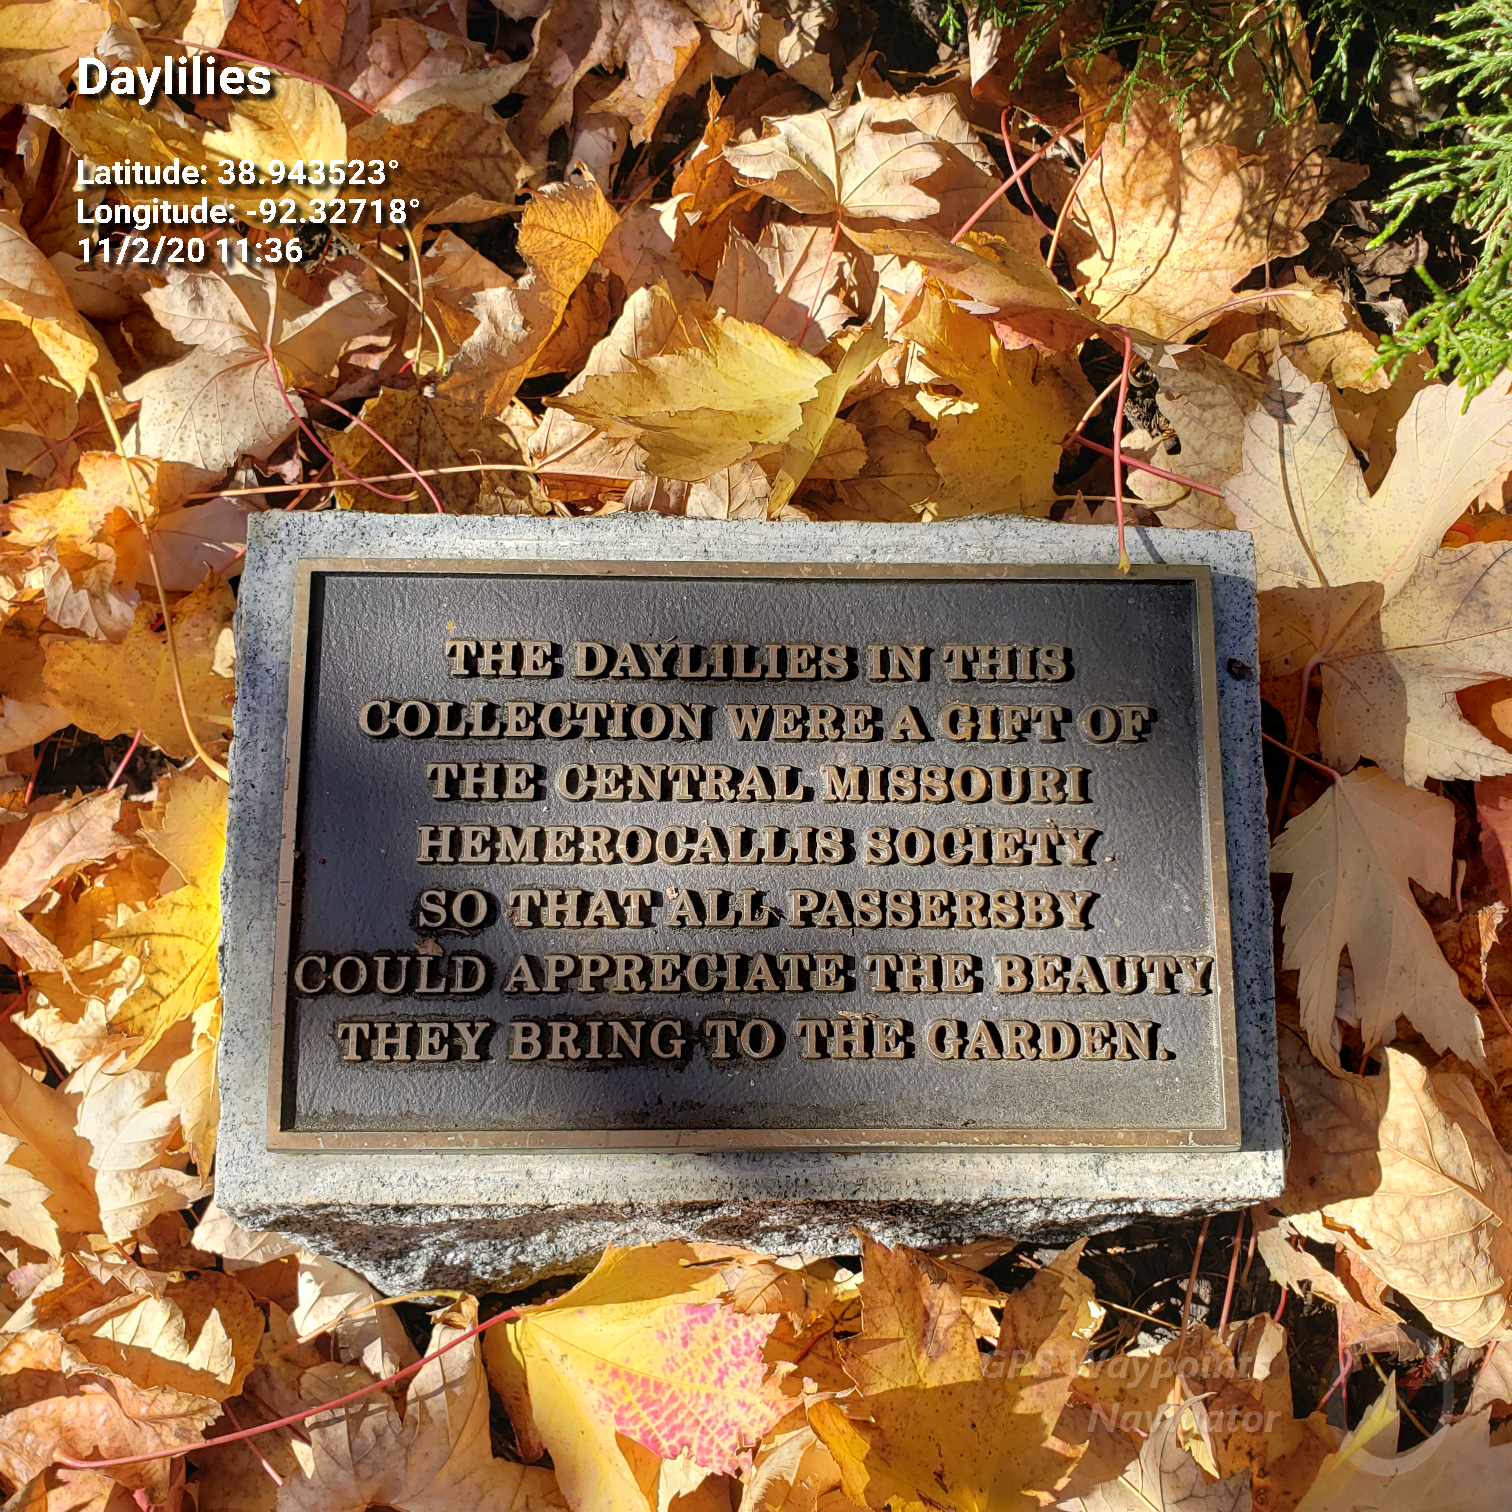 Daylilies
Latitude: 38.943523°
Longitude: -92.32718°
11/2/20 11:36
THE DAYLILIES IN THIS
COLLECTION WERE A GIFT OF
THE CENTRAL MISSOURI
HEMEROCALLIS SOCIETY
SO THAT ALL PASSERSBY
COULD APPRECIATE THE BEAUTY
THEY BRING TO THE GARDEN.
GPS Waypoints
Navigator